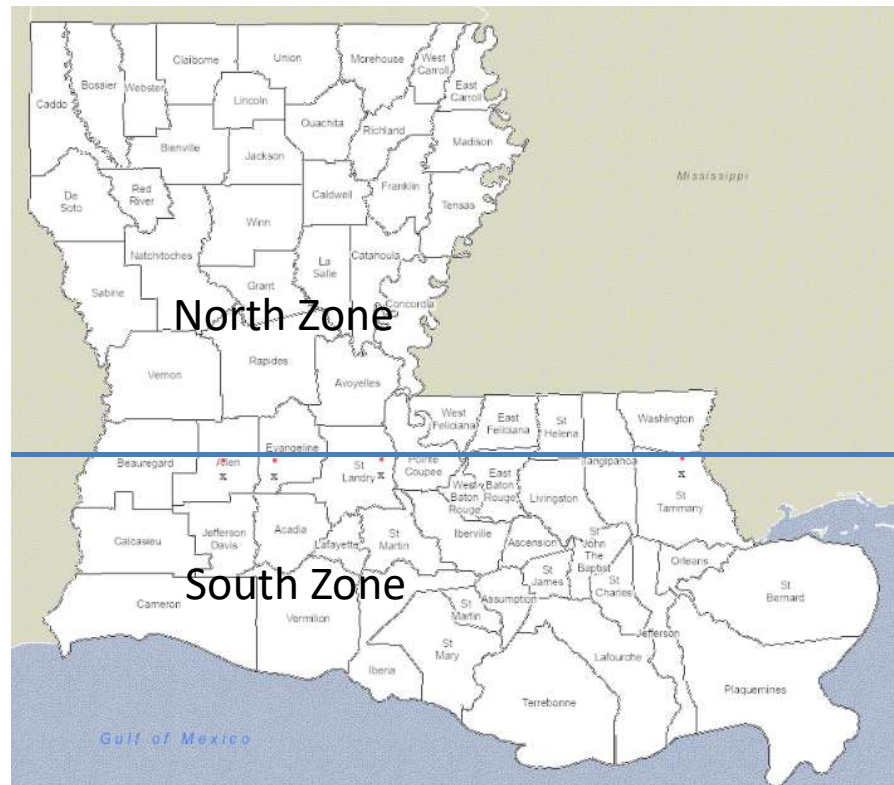 Claiborne
Union
Morehouse
West
Carroll
East
Carroll
Bossier
Webster
Caddo
Lincoln
Ouachita
Richland
Madison
Bienville
Jackson
De
Soto
Red
River
Caldwell
Franklin
Tensas
Winn
Mississippi
Natchitoches
La
Salle
Catahoula
Sabine
Grant
Concordia
North Zone
Vernon
Rapides
Avoyelles
West
Feliciana
East
Feliciana
St
Helena
Washington
Evangeline
Beauregard
Allen
x
x
St
Landry
x
Pointe
Coupee
Tangipahoa
x
West
Baton
Rouge
East
Baton
Rouge
Livingston
St
Tammany
Calcasieu
Jefferson
Davis
Acadia
Lafayette
St
Martin
Iberville
Ascension
St
John
The
Baptist
South Zone
Cameron
Vermilion
St
James
Assumption
St
Charles
Orleans
St
Bernard
St
Martin
St
Mary
Jefferson
Iberia
Lafourche
Terrebonne
Plaquemines
Gulf of Mexico